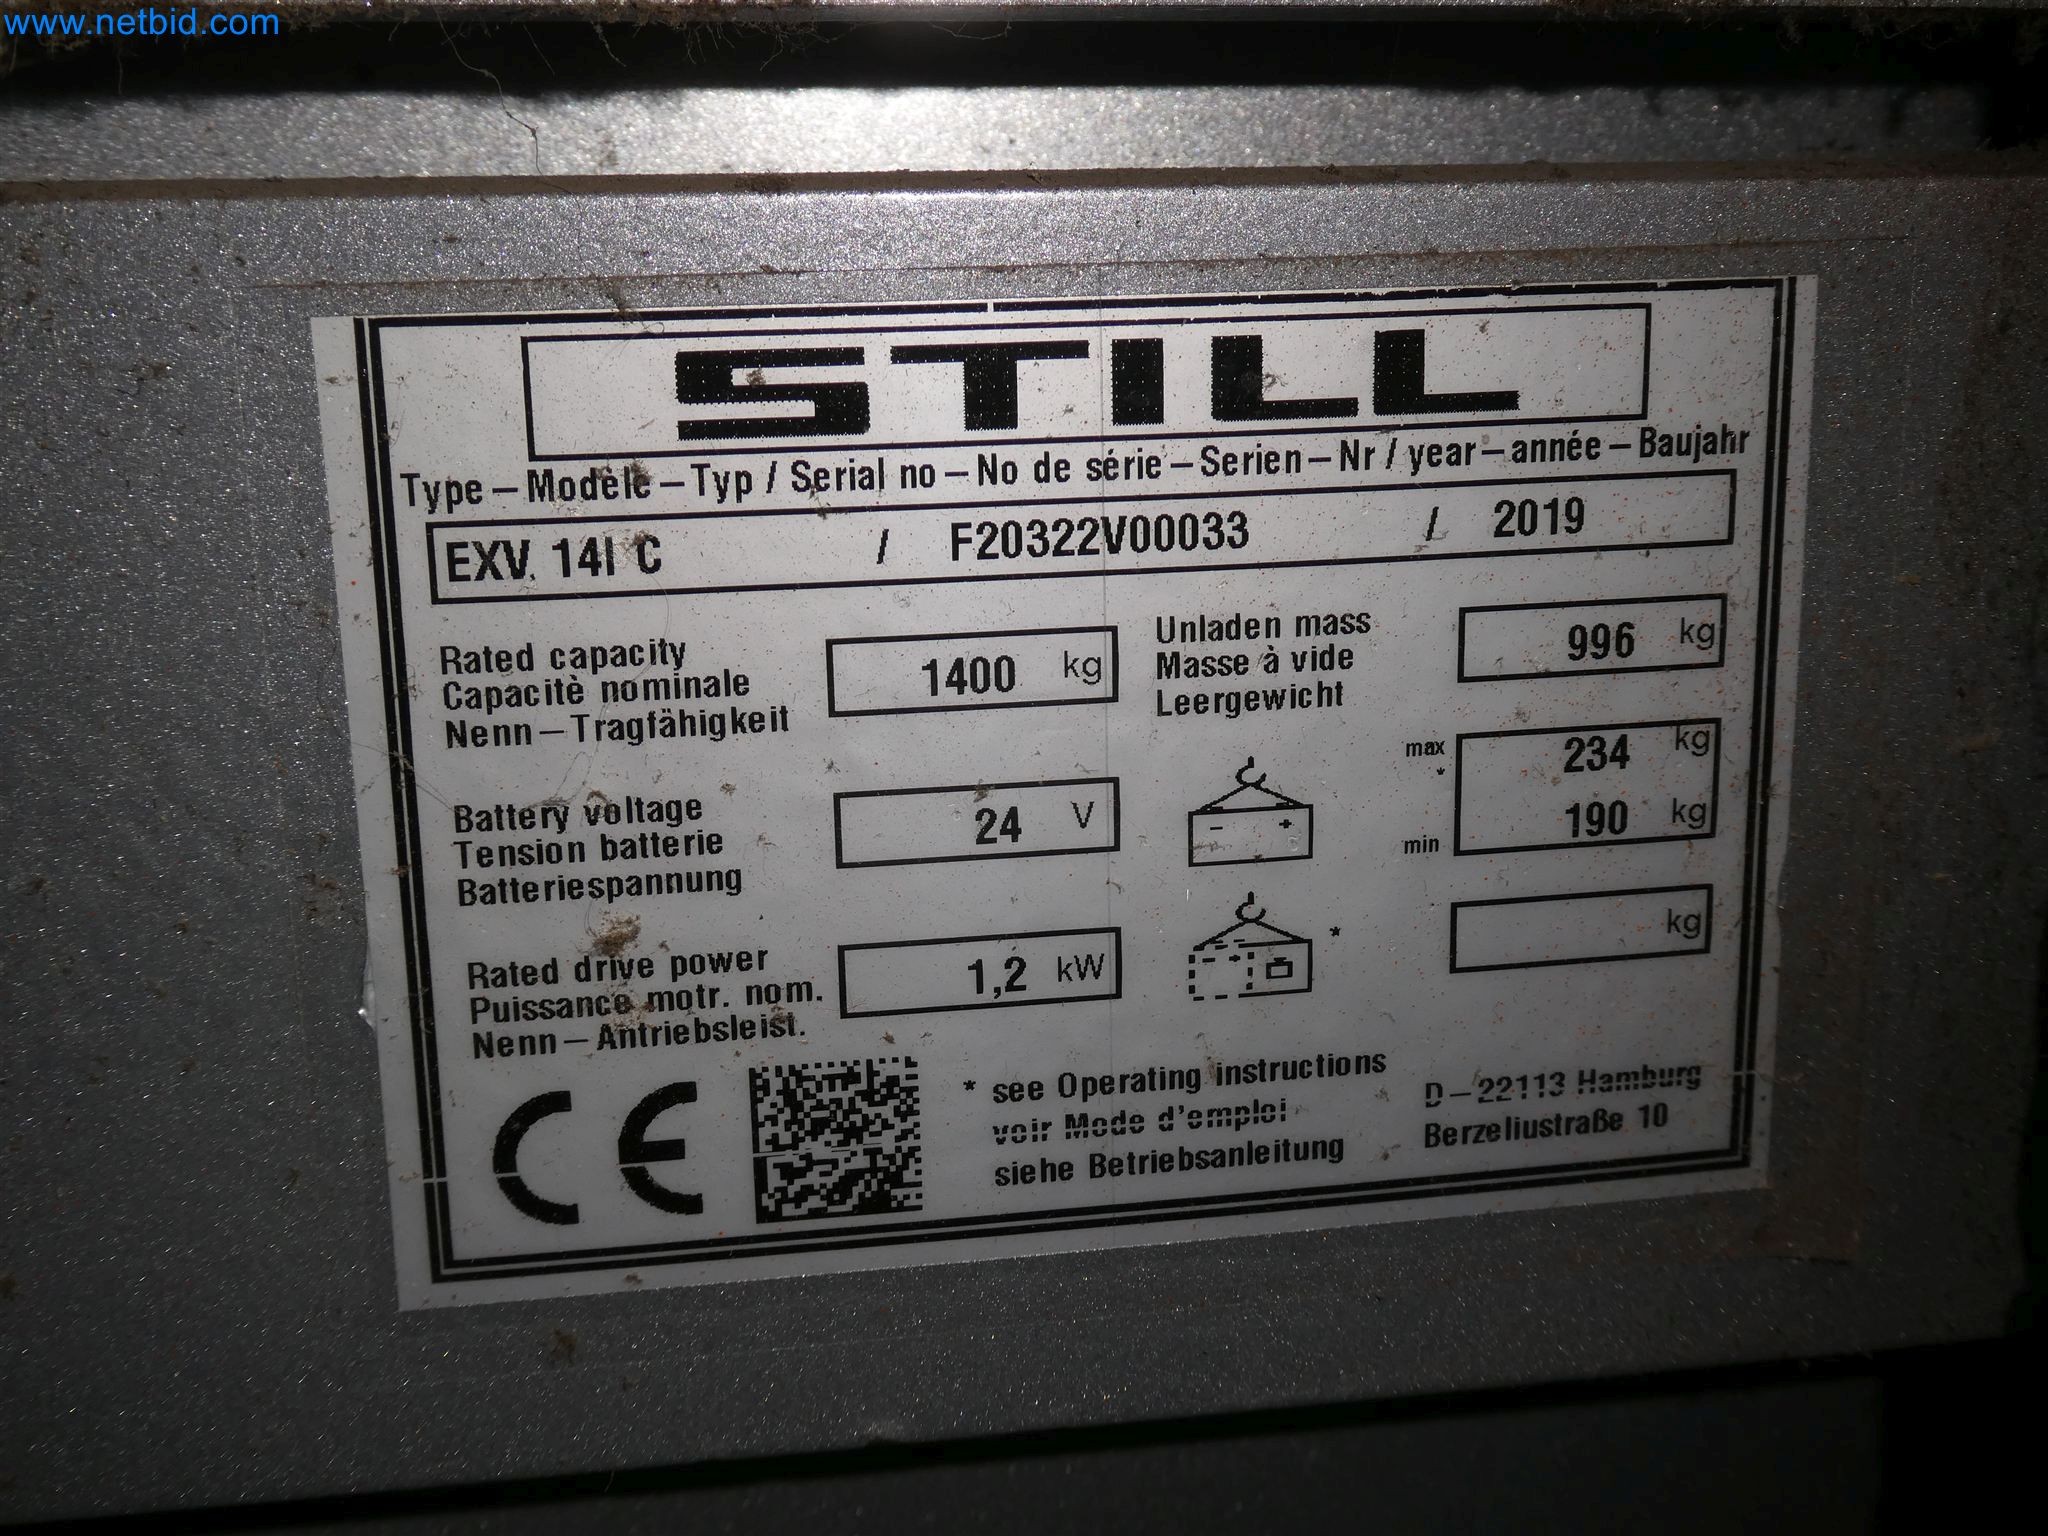 www.netbid.com
STILL
Type – Modèle – Typ / Serial no – No de série – Serien – Nr / year – année – Baujahr
EXV. 14I C / F20322V00033 / 2019
Rated capacity
Capacitè nominale
Nenn – Tragfähigkeit
1400 kg
Unladen mass
Masse à vide
Leergewicht
996 kg
Battery voltage
Tension batterie
Batteriespannung
24 V
- +
max
*
234 kg
min
190 kg
Rated drive power
Puissance motr. nom.
Nenn – Antriebsleist.
1,2 kW
- +
*
kg
CE
* see Operating instructions
voir Mode d'emploi
siehe Betriebsanleitung
D – 22113 Hamburg
Berzeliustraße 10